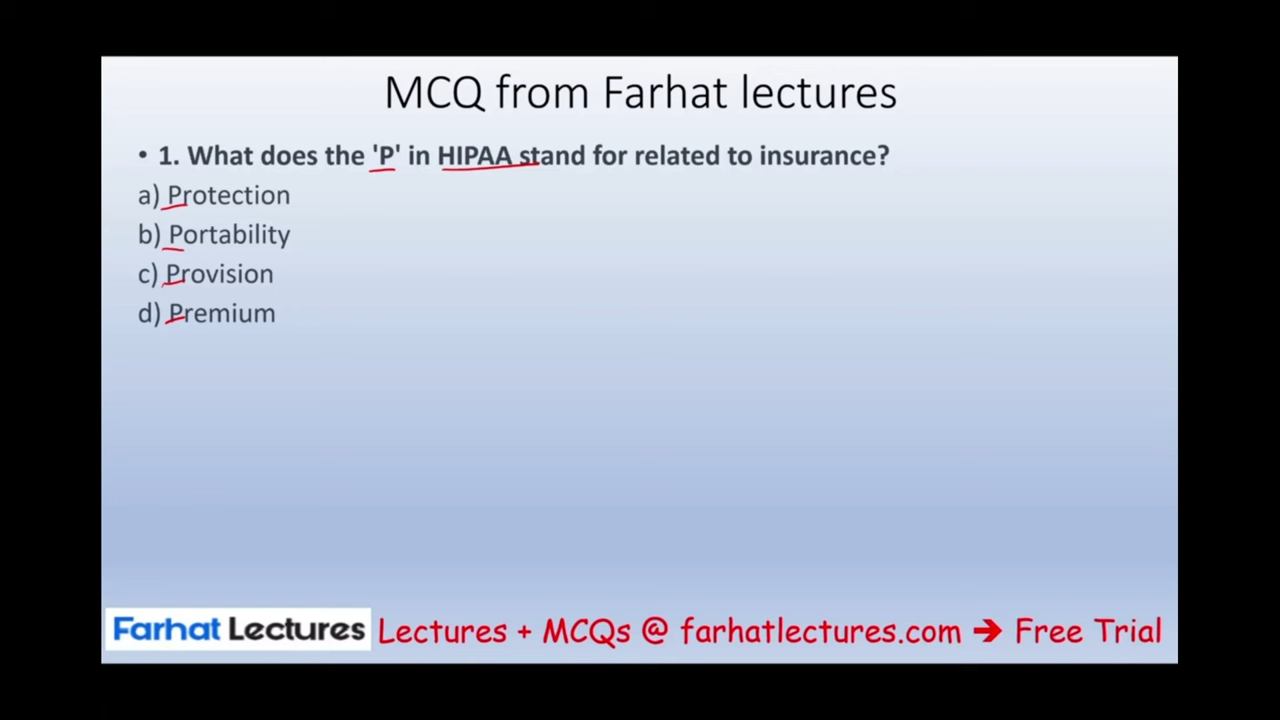 MCQ from Farhat lectures
• 1. What does the 'P' in HIPAA stand for related to insurance?
a) Protection
b) Portability
c) Provision
d) Premium
Farhat Lectures Lectures + MCQs @ farhatlectures.com ➔ Free Trial